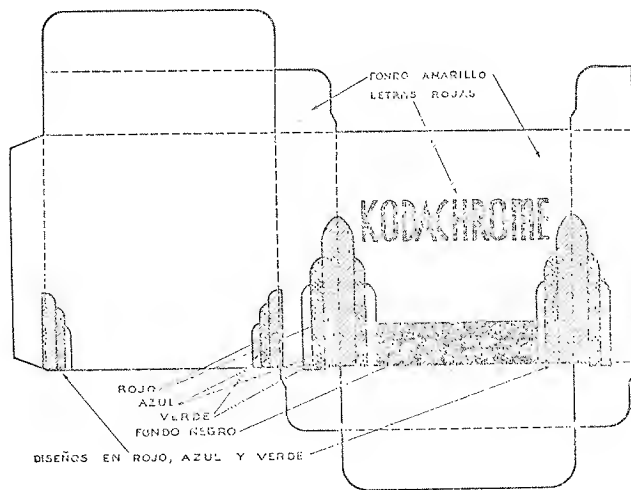 FONDO AMARILLO
LETRAS ROJAS
KODACHROME
ROJO
AZUL
VERDE
FONDO NEGRO
DISEÑOS EN ROJO, AZUL Y VERDE